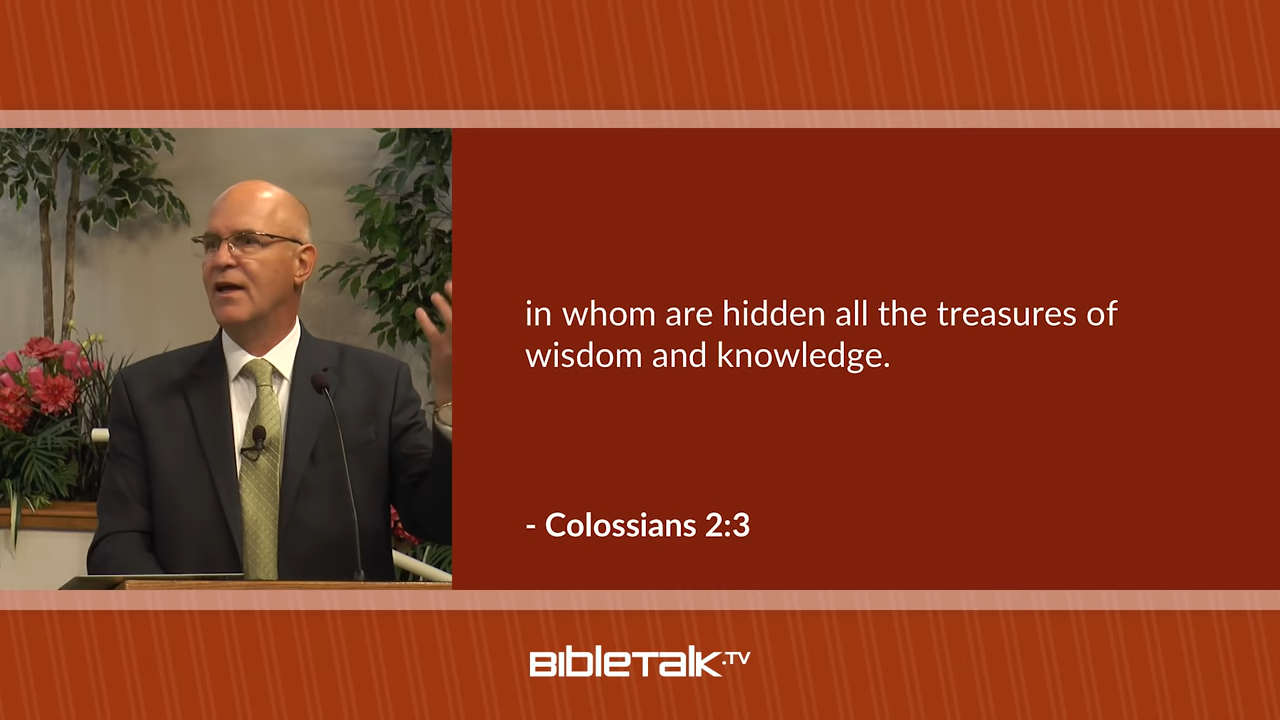 in whom are hidden all the treasures of
wisdom and knowledge.
- Colossians 2:3
BIBLETALK.TV